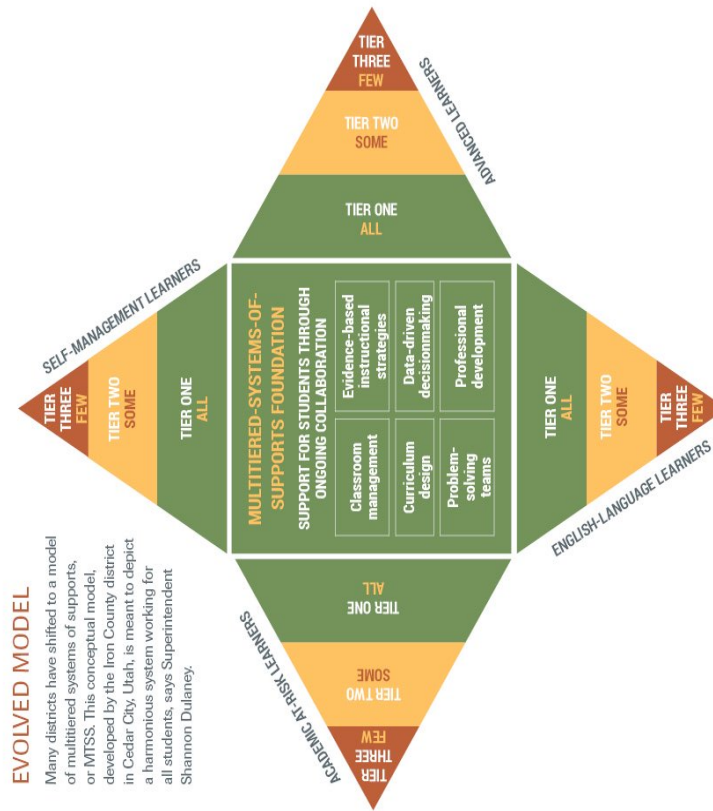 EVOLVED MODEL
Many districts have shifted to a model
of multitiered systems of supports,
or MTSS. This conceptual model,
developed by the Iron County district
in Cedar City, Utah, is meant to depict
a harmonious system working for
all students, says Superintendent
Shannon Dulaney.
SELF-MANAGEMENT LEARNERS
TIER
THREE
FEW
TIER TWO
SOME
TIER ONE
ALL
ACADEMIC AT-RISK LEARNERS
TIER
THREE
FEW
TIER TWO
SOME
TIER ONE
ALL
MULTITIERED-SYSTEMS-OF-
SUPPORTS FOUNDATION
SUPPORT FOR STUDENTS THROUGH
ONGOING COLLABORATION
Classroom
management
Evidence-based
instructional
strategies
Curriculum
design
Data-driven
decisionmaking
Problem-
solving
teams
Professional
development
TIER ONE
ALL
TIER TWO
SOME
TIER
THREE
FEW
ADVANCED LEARNERS
TIER ONE
ALL
TIER TWO
SOME
TIER
THREE
FEW
ENGLISH-LANGUAGE LEARNERS